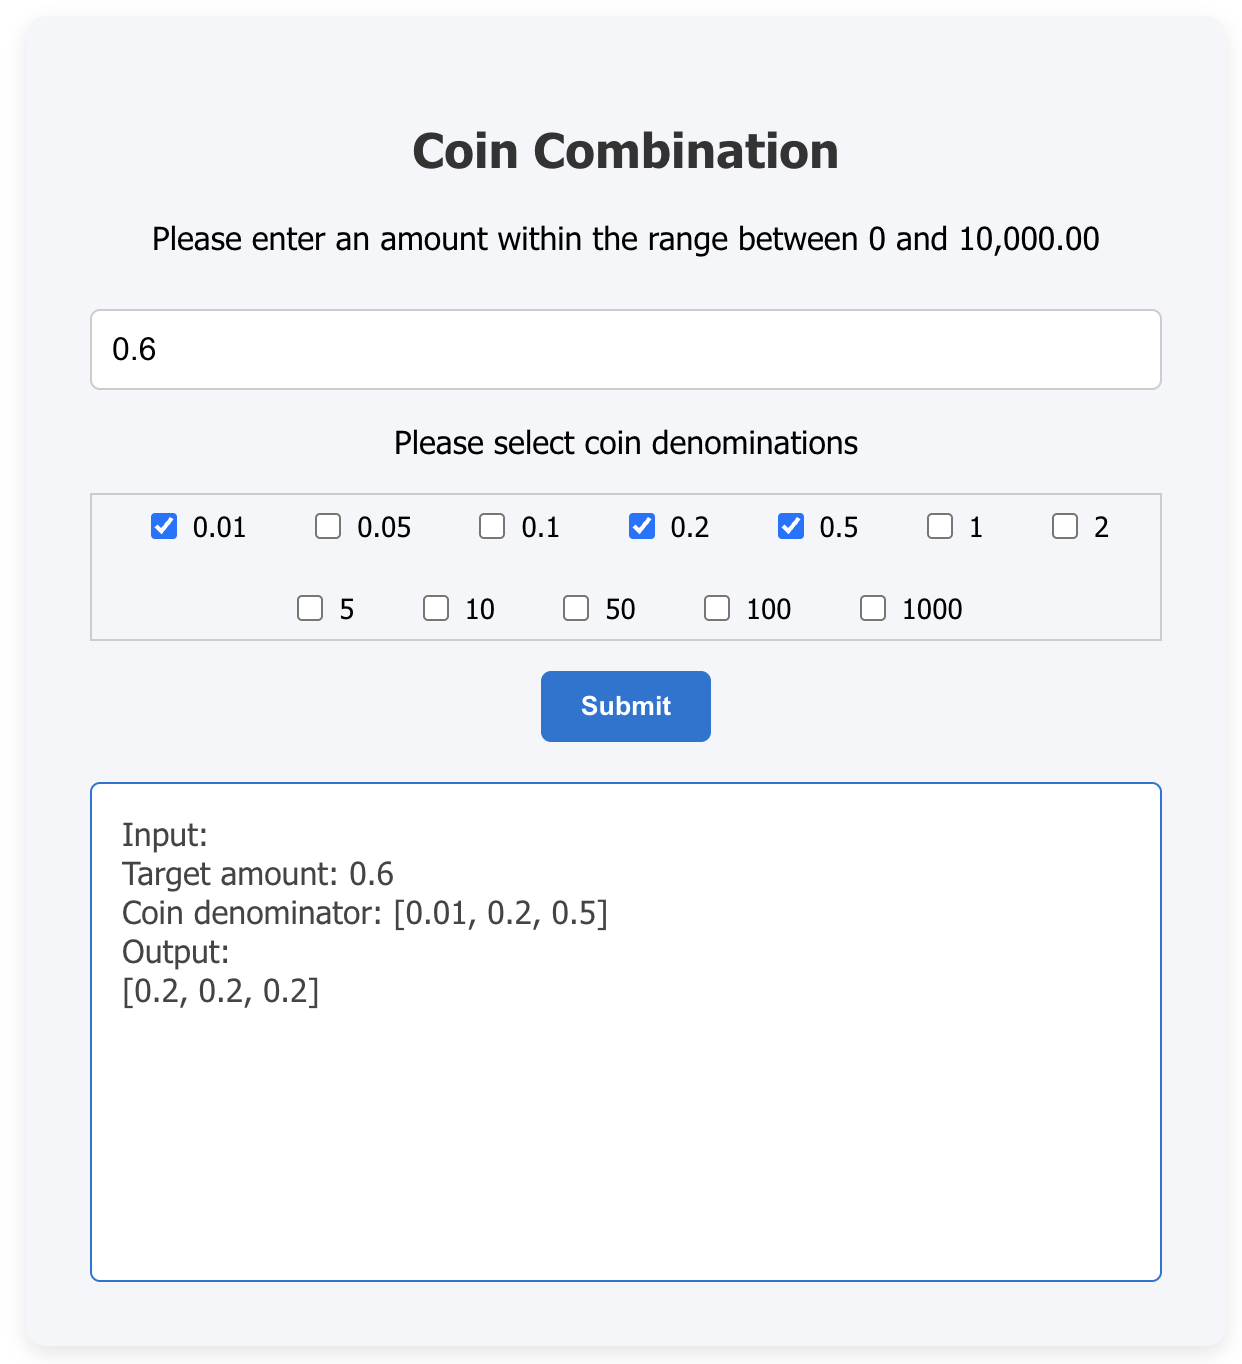 Coin Combination
Please enter an amount within the range between 0 and 10,000.00
0.6
Please select coin denominations
0.01 0.05 0.1 0.2 0.5 1 2
5 10 50 100 1000
Submit
Input:
Target amount: 0.6
Coin denominator: [0.01, 0.2, 0.5]
Output:
[0.2, 0.2, 0.2]